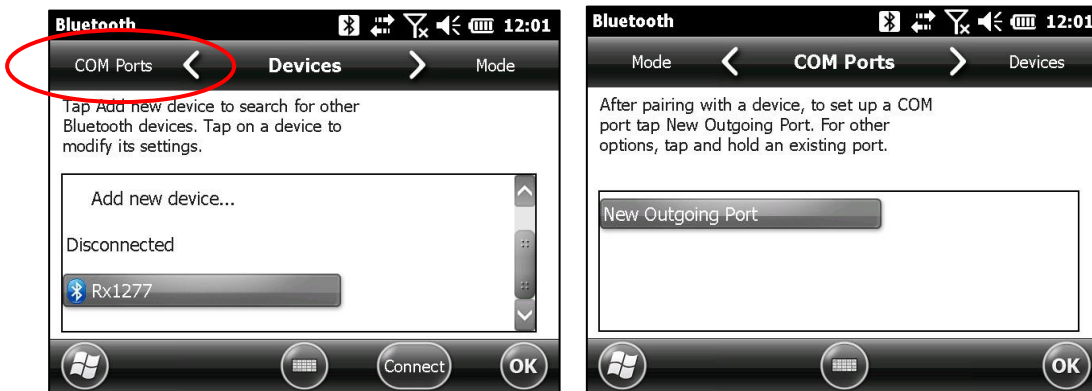 Bluetooth 12:01
COM Ports Devices Mode
Tap Add new device to search for other
Bluetooth devices. Tap on a device to
modify its settings.
Add new device...
Disconnected
Rx1277
Connect OK
Bluetooth 12:01
Mode COM Ports Devices
After pairing with a device, to set up a COM
port tap New Outgoing Port. For other
options, tap and hold an existing port.
New Outgoing Port
OK